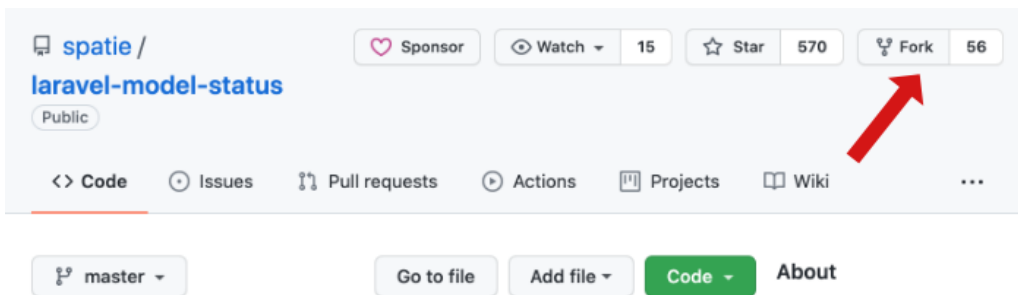 spatie / Sponsor Watch 15 Star 570 Fork 56
laravel-model-status
Public
<> Code Issues Pull requests Actions Projects Wiki ...
master Go to file Add file Code About